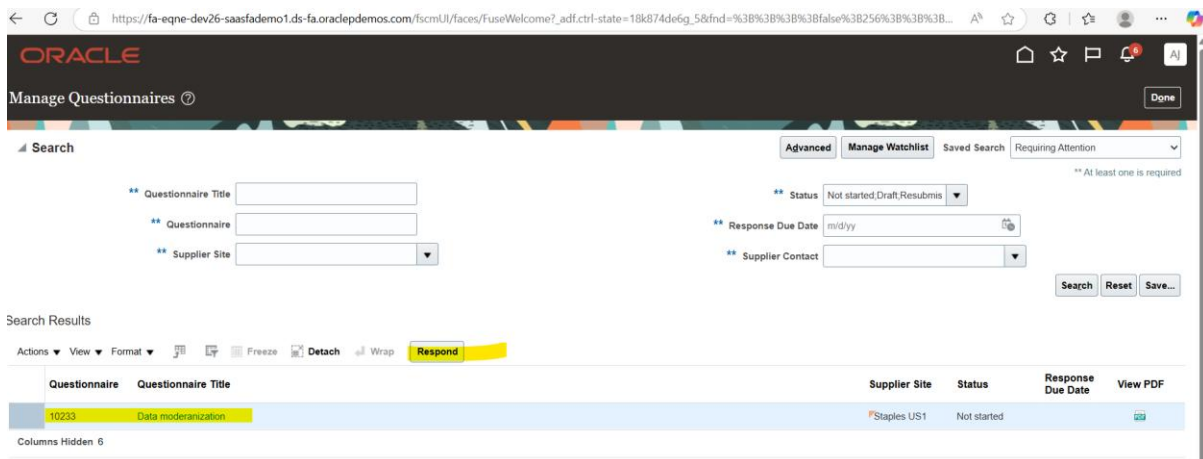 https://fa-eqne-dev26-saasfademo1.ds-fa.oraclepdemos.com/fscmUI/faces/FuseWelcome?_adf.ctrl-state=18k874de6g_5&fnd=%3B%3B%3B%3Bfalse%3B256%3B%3B%3B...
ORACLE
6
AJ
Manage Questionnaires
Done
Search
Advanced Manage Watchlist Saved Search Requiring Attention
** At least one is required
** Questionnaire Title
** Status Not started;Draft;Resubmis
** Questionnaire
** Response Due Date m/d/yy
** Supplier Site
** Supplier Contact
Search Reset Save...
Search Results
Actions View Format Freeze Detach Wrap Respond
Questionnaire Questionnaire Title Supplier Site Status Response Due Date View PDF
10233 Data moderanization Staples US1 Not started
Columns Hidden 6